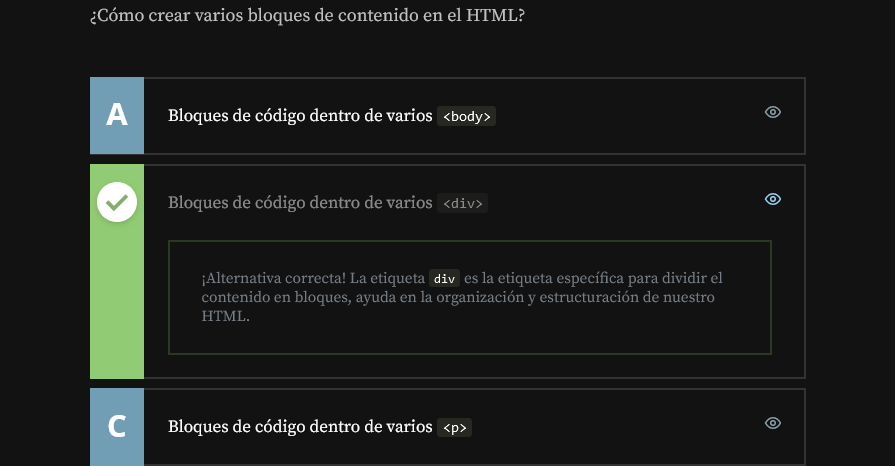 ¿Cómo crear varios bloques de contenido en el HTML?
A
Bloques de código dentro de varios <body>
Bloques de código dentro de varios <div>
¡Alternativa correcta! La etiqueta div es la etiqueta específica para dividir el
contenido en bloques, ayuda en la organización y estructuración de nuestro
HTML.
C
Bloques de código dentro de varios <p>